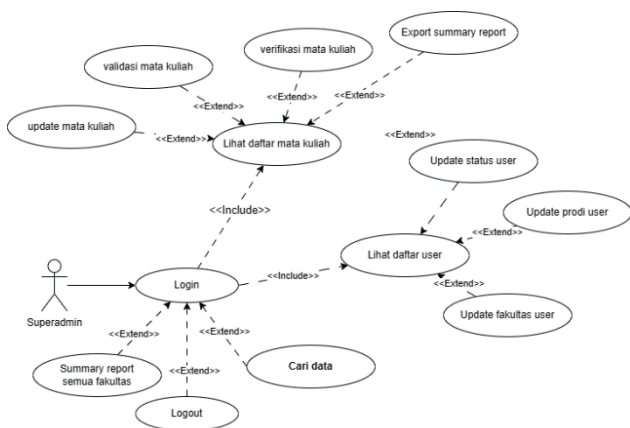 Export summary report
verifikasi mata kuliah
validasi mata kuliah
<<Extend>>
<<Extend>>
<<Extend>>
update mata kuliah
<<Extend>>
Lihat daftar mata kuliah
<<Extend>>
Update status user
<<Include>>
Update prodi user
<<Extend>>
Lihat daftar user
<<Include>>
Login
Superadmin
<<Extend>>
Update fakultas user
<<Extend>>
<<Extend>>
<<Extend>>
Summary report
semua fakultas
Cari data
Logout